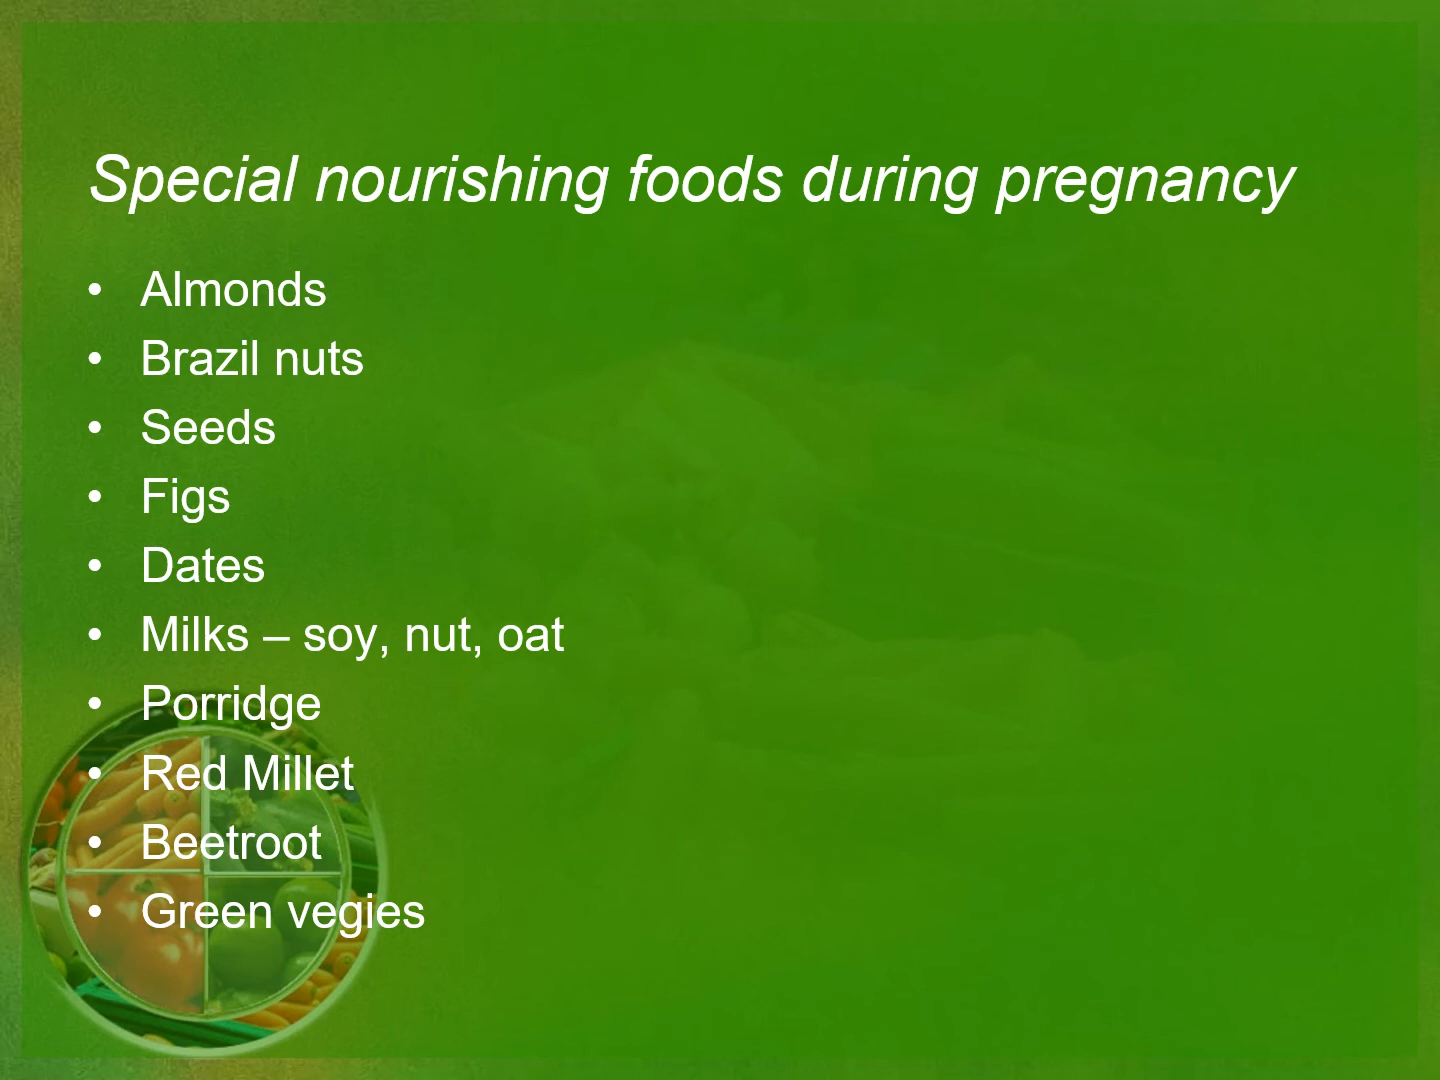 Special nourishing foods during pregnancy
• Almonds
• Brazil nuts
• Seeds
• Figs
• Dates
• Milks – soy, nut, oat
• Porridge
• Red Millet
• Beetroot
• Green vegies